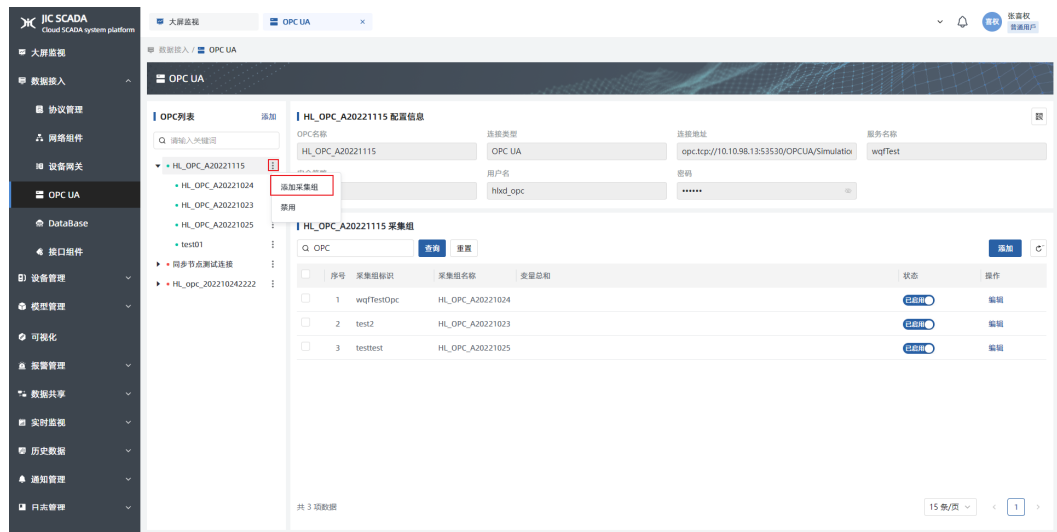 JIC SCADA
Cloud SCADA system platform
大屏监视
OPC UA ×
喜权
张喜权
普通用户
大屏监视
数据接入
协议管理
网络组件
设备网关
OPC UA
DataBase
接口组件
设备管理
模型管理
可视化
报警管理
数据共享
实时监视
历史数据
通知管理
日志管理
数据接入 / OPC UA
OPC UA
OPC列表 添加
请输入关键词
HL_OPC_A20221115
HL_OPC_A20221024
HL_OPC_A20221023
HL_OPC_A20221025
test01
同步节点测试连接
HL_opc_202210242222
添加采集组
禁用
HL_OPC_A20221115 配置信息
OPC名称 连接类型 连接地址 服务名称
HL_OPC_A20221115 OPC UA opc.tcp://10.10.98.13:53530/OPCUA/Simulation wqfTest
用户名 密码
hlxd_opc ••••••
HL_OPC_A20221115 采集组
OPC 查询 重置 添加
序号 采集组标识 采集组名称 变量总和 状态 操作
1 wqfTestOpc HL_OPC_A20221024 已启用 编辑
2 test2 HL_OPC_A20221023 已启用 编辑
3 testtest HL_OPC_A20221025 已启用 编辑
共 3 项数据 15 条/页 < 1 >